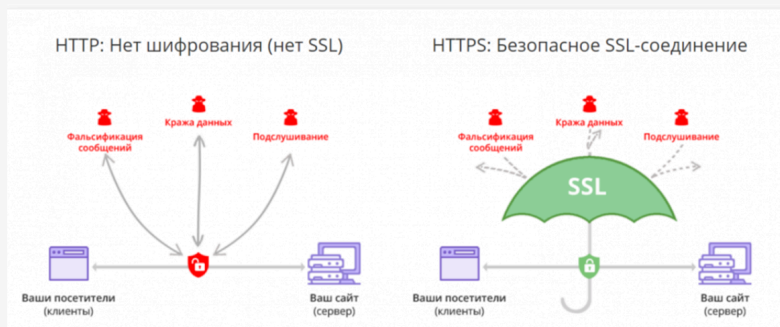 HTTP: Нет шифрования (нет SSL)
HTTPS: Безопасное SSL-соединение
Фальсификация
сообщений
Кража данных
Подслушивание
Фальсификация
сообщений
Кража данных
Подслушивание
SSL
Ваши посетители
(клиенты)
Ваш сайт
(сервер)
Ваши посетители
(клиенты)
Ваш сайт
(сервер)